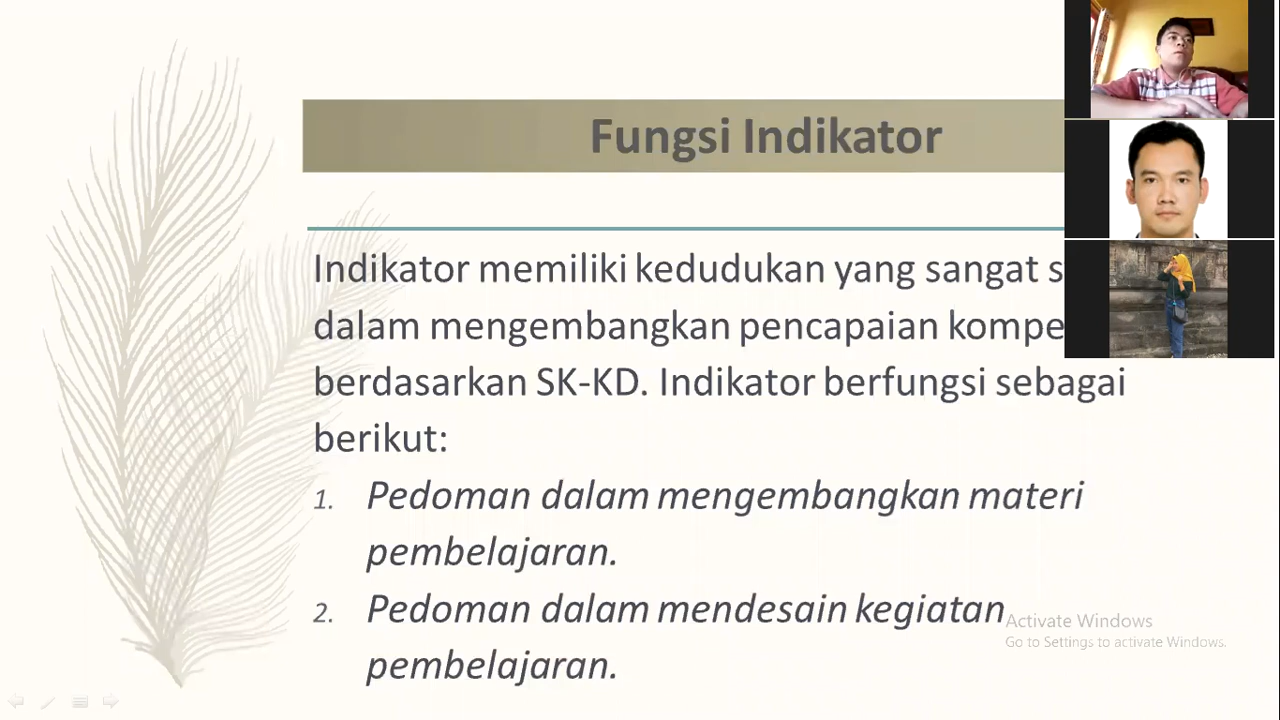 Fungsi Indikator
Indikator memiliki kedudukan yang sangat
dalam mengembangkan pencapaian
berdasarkan SK-KD. Indikator berfungsi sebagai
berikut:
1. Pedoman dalam mengembangkan materi
pembelajaran.
2. Pedoman dalam mendesain kegiatan
pembelajaran.
Activate Windows
Go to Settings to activate Windows.